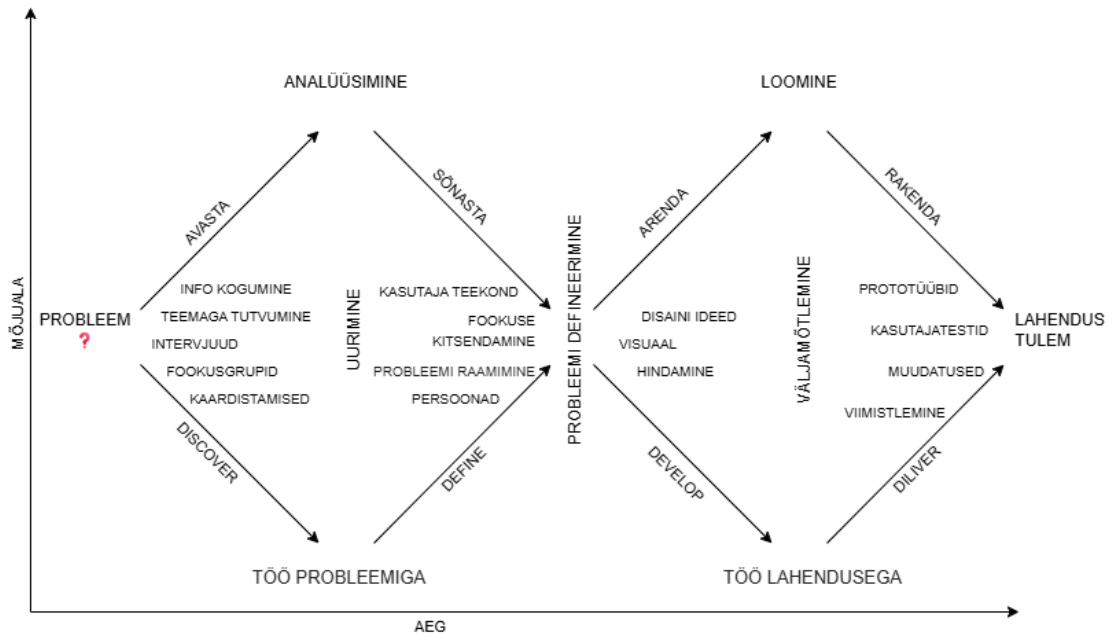 ANALÜÜSIMINE
LOOMINE
AVASTA
SÕNASTA
ARENDA
RAKENDA
MÕJUALA
PROBLEEM
?
INFO KOGUMINE
TEEMAGA TUTVUMINE
INTERVJUUD
FOOKUSGRUPID
KAARDISTAMISED
UURIMINE
KASUTAJA TEEKOND
FOOKUSE
KITSENDAMINE
PROBLEEMI RAAMIMINE
PERSOONAD
PROBLEEMI DEFINEERIMINE
DISAINI IDEED
VISUAAL
HINDAMINE
VÄLJAMÕTLEMINE
PROTOTÜÜBID
KASUTAJATESTID
MUUDATUSED
VIIMISTLEMINE
LAHENDUS
TULEM
DISCOVER
DEFINE
DEVELOP
DILIVER
TÖÖ PROBLEEMIGA
TÖÖ LAHENDUSEGA
AEG